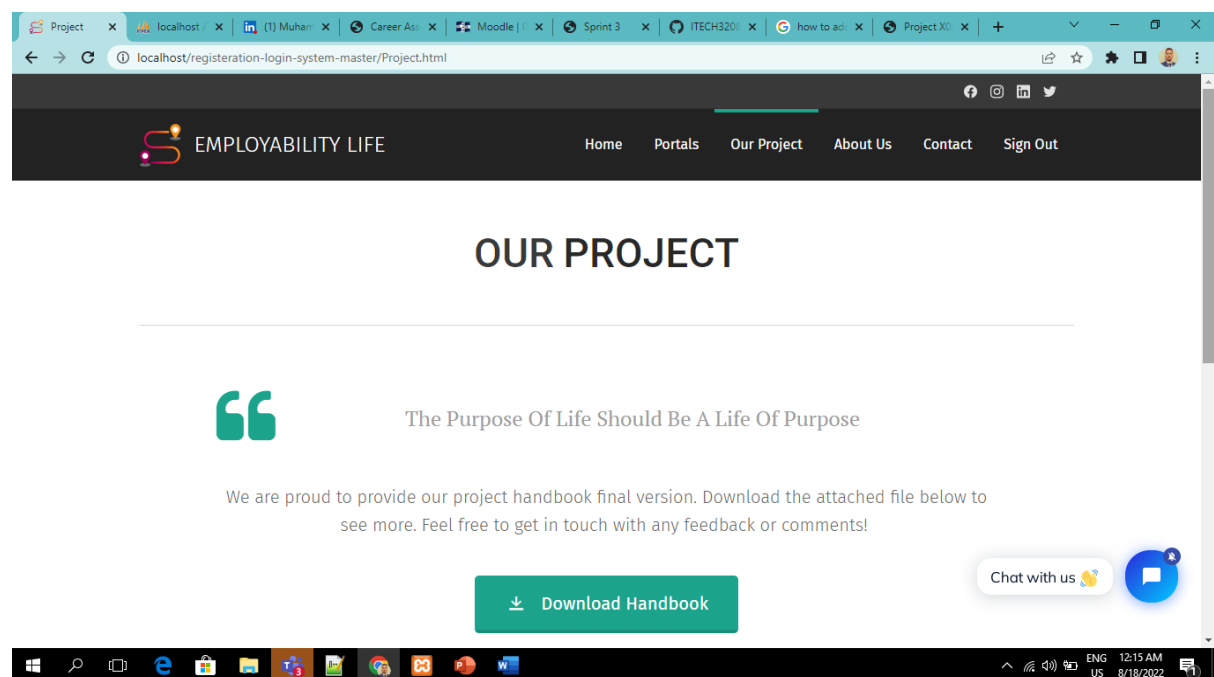 Project
localhost /
(1) Muham
Career Ass
Moodle |
Sprint 3
ITECH3208
how to add
Project X0
localhost/registeration-login-system-master/Project.html
EMPLOYABILITY LIFE
Home
Portals
Our Project
About Us
Contact
Sign Out
OUR PROJECT
The Purpose Of Life Should Be A Life Of Purpose
We are proud to provide our project handbook final version. Download the attached file below to
see more. Feel free to get in touch with any feedback or comments!
Chat with us 👋
Download Handbook
ENG
US
12:15 AM
8/18/2022